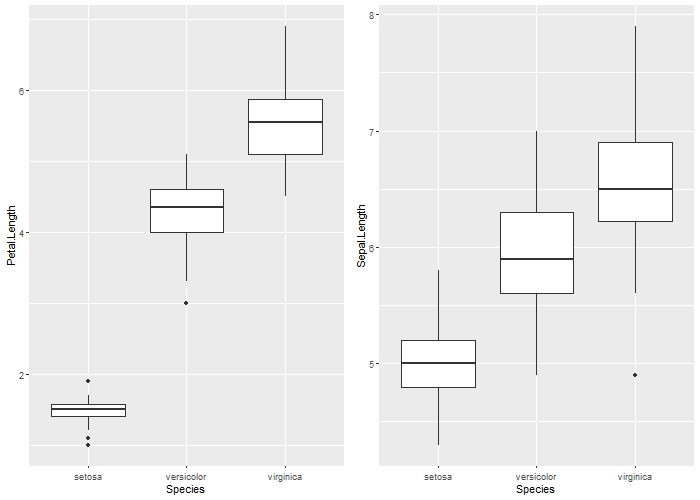 Petal.Length
6
4
2
setosa
versicolor
virginica
Species
Sepal.Length
8
7
6
5
setosa
versicolor
virginica
Species